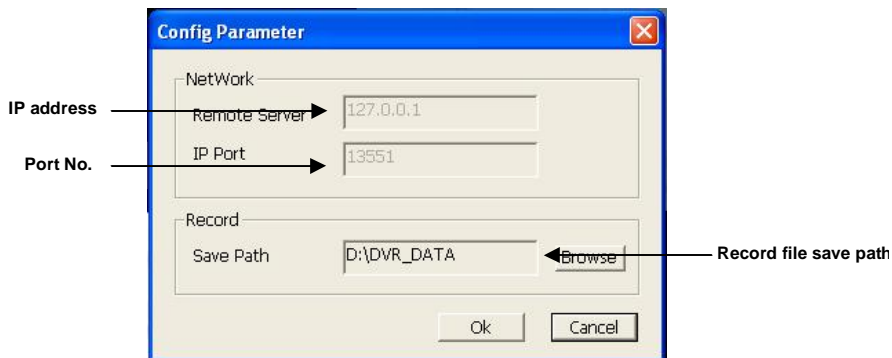 Config Parameter
NetWork
IP address
Remote Server
127.0.0.1
Port No.
IP Port
13551
Record
Save Path
D:\DVR_DATA
Browse
Record file save path
Ok
Cancel